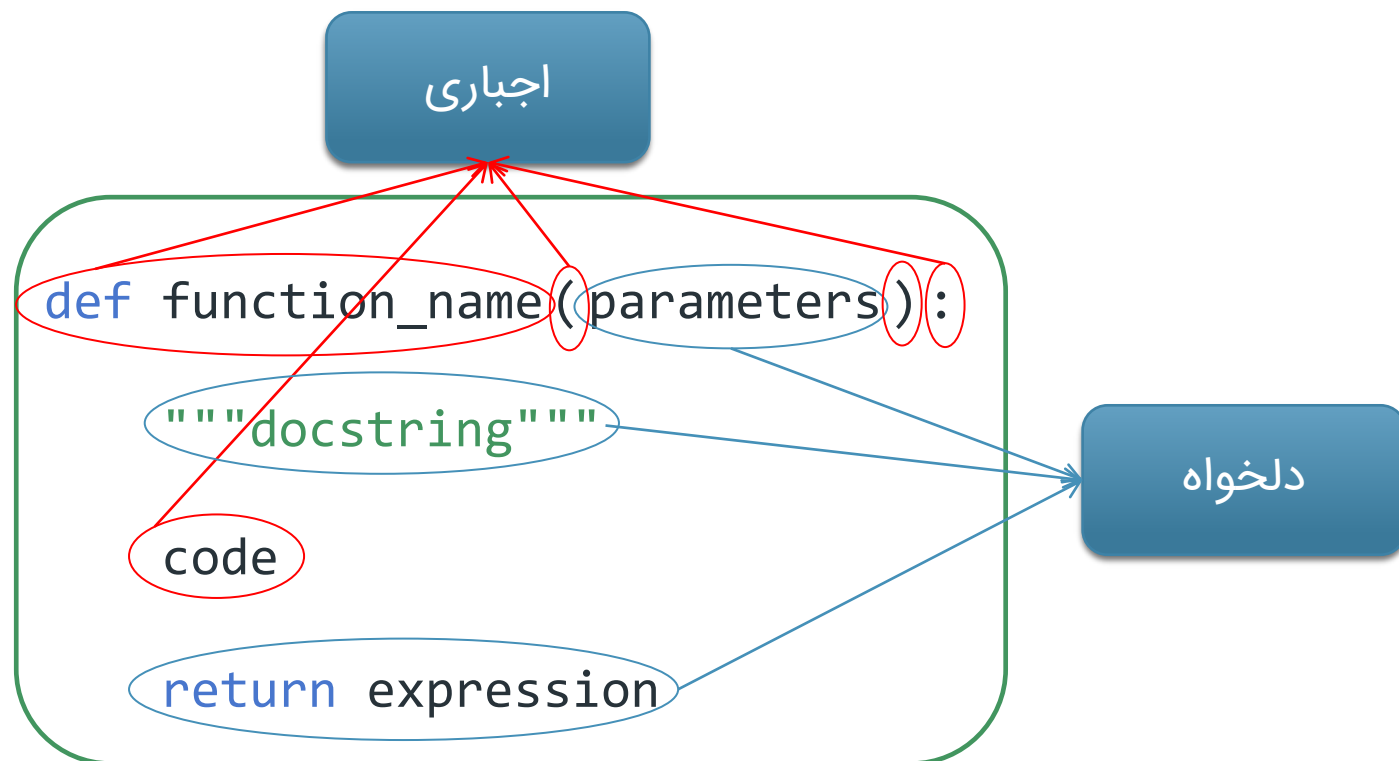 اجباری
def function_name(parameters):
"""docstring"""
دلخواه
code
return expression